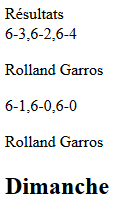 Résultats
6-3,6-2,6-4
Rolland Garros
6-1,6-0,6-0
Rolland Garros
Dimanche